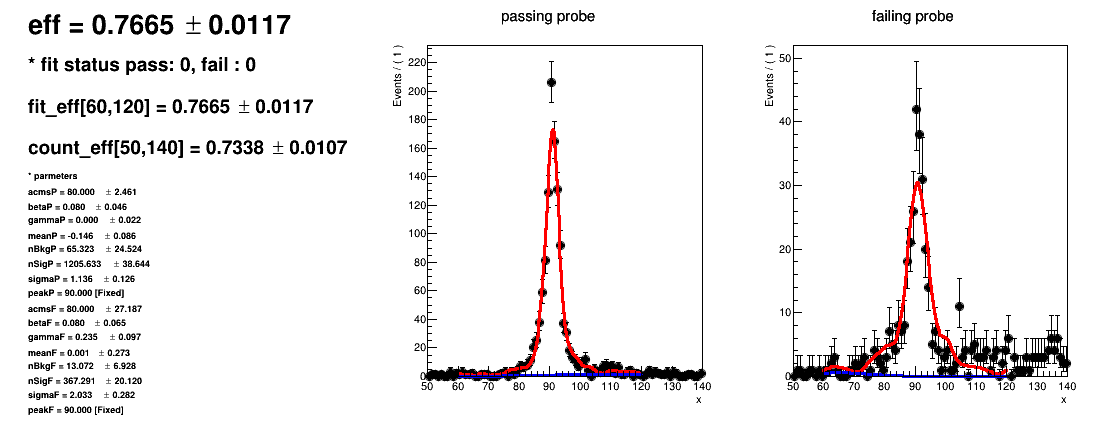 eff = 0.7665 ± 0.0117
* fit status pass: 0, fail : 0
fit_eff[60,120] = 0.7665 ± 0.0117
count_eff[50,140] = 0.7338 ± 0.0107
* parmeters
acmsP = 80.000 ± 2.461
betaP = 0.080 ± 0.046
gammaP = 0.000 ± 0.022
meanP = -0.146 ± 0.086
nBkgP = 65.323 ± 24.524
nSigP = 1205.633 ± 38.644
sigmaP = 1.136 ± 0.126
peakP = 90.000 [Fixed]
acmsF = 80.000 ± 27.187
betaF = 0.080 ± 0.065
gammaF = 0.235 ± 0.097
meanF = 0.001 ± 0.273
nBkgF = 13.072 ± 6.928
nSigF = 367.291 ± 20.120
sigmaF = 2.033 ± 0.282
peakF = 90.000 [Fixed]
passing probe
Events / ( 1 )
220
200
180
160
140
120
100
80
60
40
20
0
50 60 70 80 90 100 110 120 130 140
x
failing probe
Events / ( 1 )
50
40
30
20
10
0
50 60 70 80 90 100 110 120 130 140
x